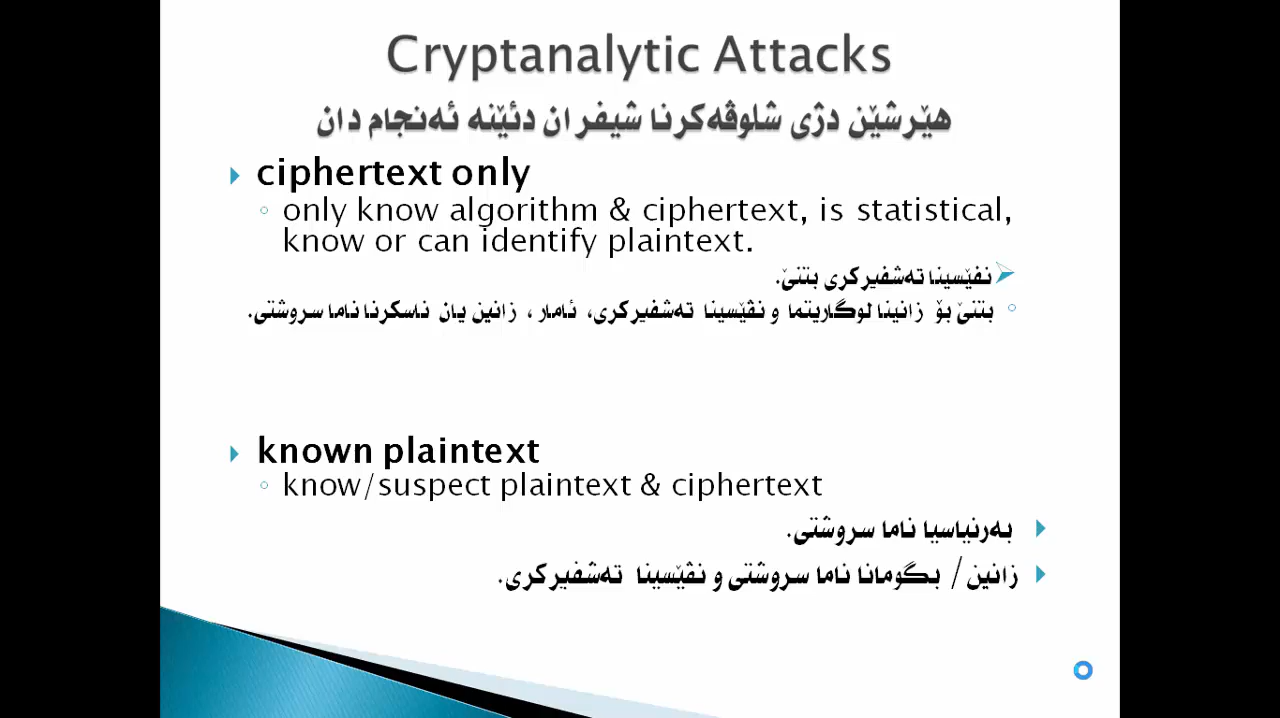 Cryptanalytic Attacks
هێرشێن دژی شلوڤەکرنا شیفران دئێنە ئەنجام دان
ciphertext only
only know algorithm & ciphertext, is statistical,
know or can identify plaintext.
نڤێسینا تەشفیرکری بتنێ.
بتنێ بۆ زانینا لوگاریتما و نڤێسینا تەشفیرکری، ئامار، زانین یان ناسکرنا ناما سروشتی.
known plaintext
know/suspect plaintext & ciphertext
بەرنیاسیا ناما سروشتی.
زانین/ بگومانا ناما سروشتی و نڤێسینا تەشفیرکری.